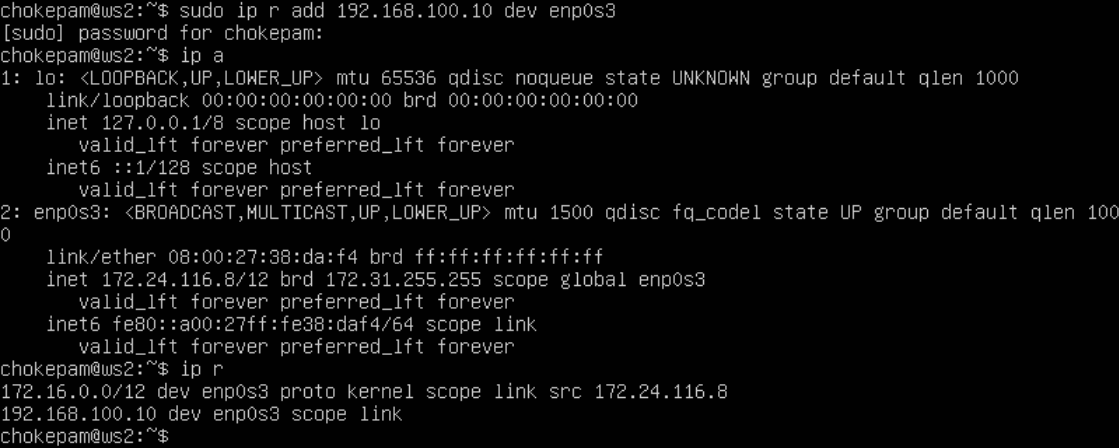 chokepam@ws2:~$ sudo ip r add 192.168.100.10 dev enp0s3
[sudo] password for chokepam:
chokepam@ws2:~$ ip a
1: lo: <LOOPBACK,UP,LOWER_UP> mtu 65536 qdisc noqueue state UNKNOWN group default qlen 1000
    link/loopback 00:00:00:00:00:00 brd 00:00:00:00:00:00
    inet 127.0.0.1/8 scope host lo
       valid_lft forever preferred_lft forever
    inet6 ::1/128 scope host
       valid_lft forever preferred_lft forever
2: enp0s3: <BROADCAST,MULTICAST,UP,LOWER_UP> mtu 1500 qdisc fq_codel state UP group default qlen 100
0
    link/ether 08:00:27:38:da:f4 brd ff:ff:ff:ff:ff:ff
    inet 172.24.116.8/12 brd 172.31.255.255 scope global enp0s3
       valid_lft forever preferred_lft forever
    inet6 fe80::a00:27ff:fe38:daf4/64 scope link
       valid_lft forever preferred_lft forever
chokepam@ws2:~$ ip r
172.16.0.0/12 dev enp0s3 proto kernel scope link src 172.24.116.8
192.168.100.10 dev enp0s3 scope link
chokepam@ws2:~$